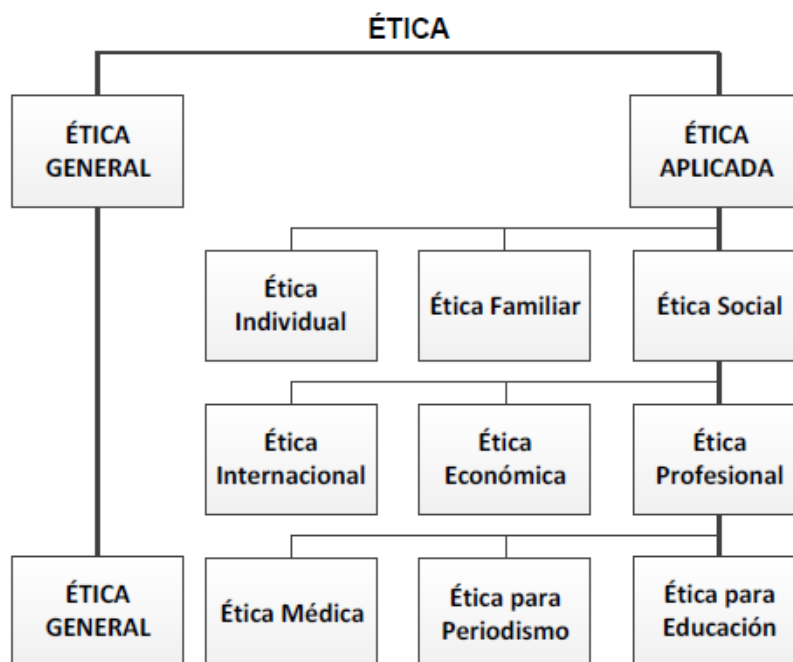 ÉTICA
ÉTICA
GENERAL
ÉTICA
APLICADA
Ética
Individual
Ética Familiar
Ética Social
Ética
Internacional
Ética
Económica
Ética
Profesional
ÉTICA
GENERAL
Ética Médica
Ética para
Periodismo
Ética para
Educación